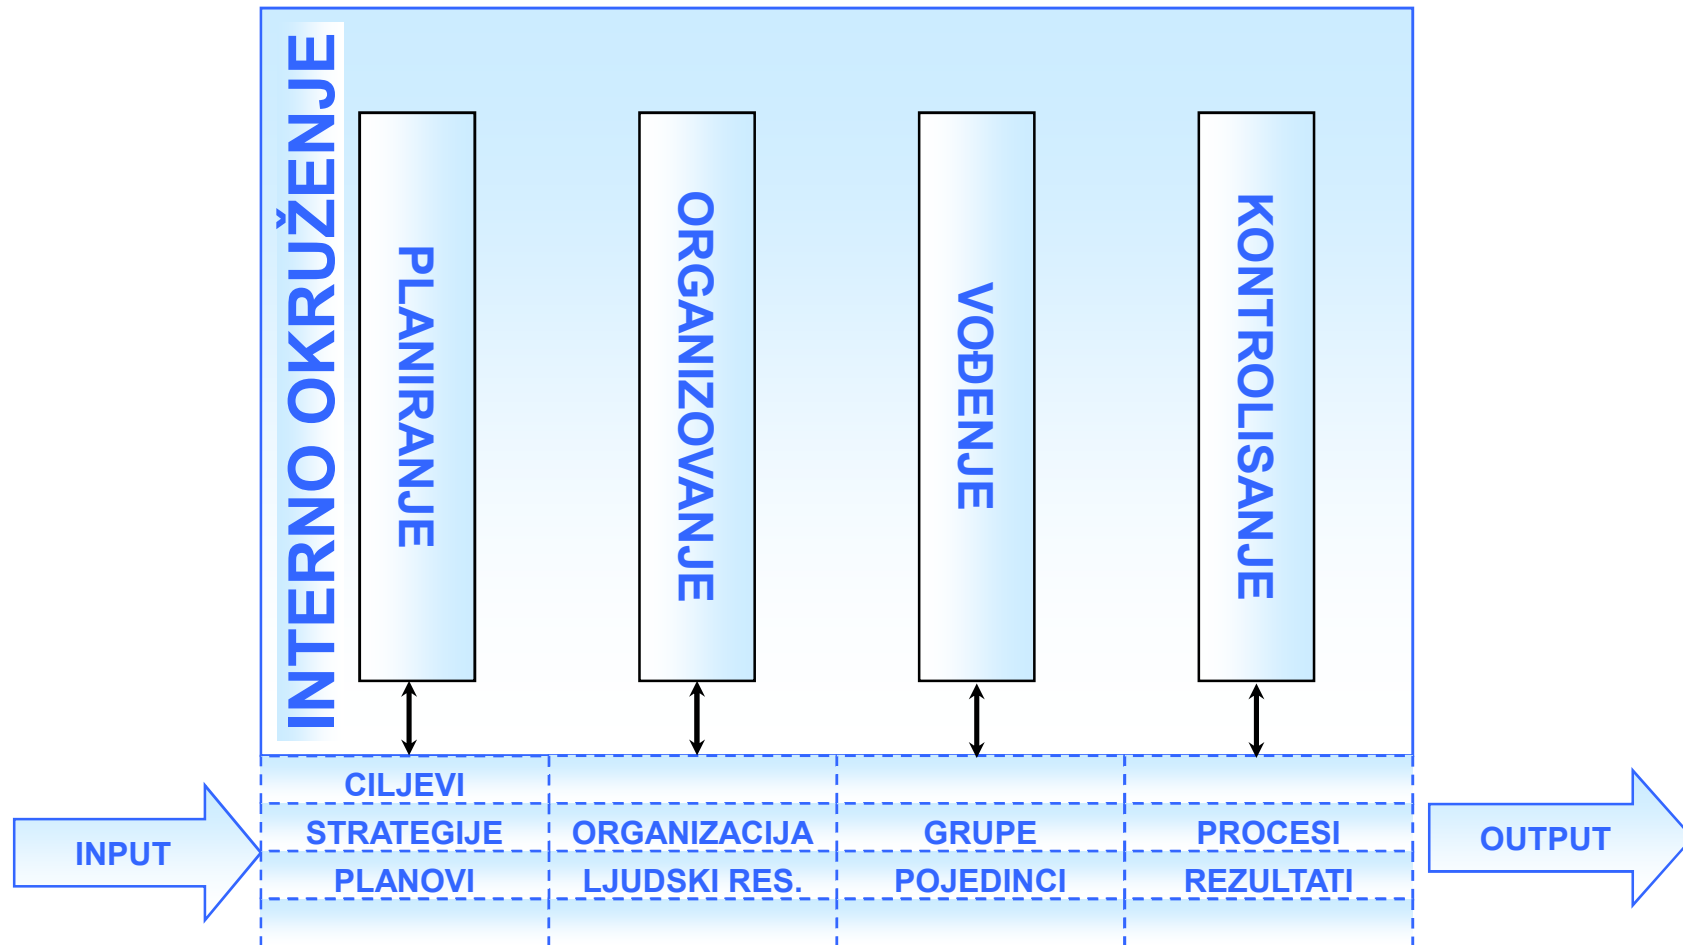 INTERNO OKRUŽENJE
PLANIRANJE
ORGANIZOVANJE
VOĐENJE
KONTROLISANJE
CILJEVI
STRATEGIJE ORGANIZACIJA GRUPE PROCESI
PLANOVI LJUDSKI RES. POJEDINCI REZULTATI
INPUT
OUTPUT